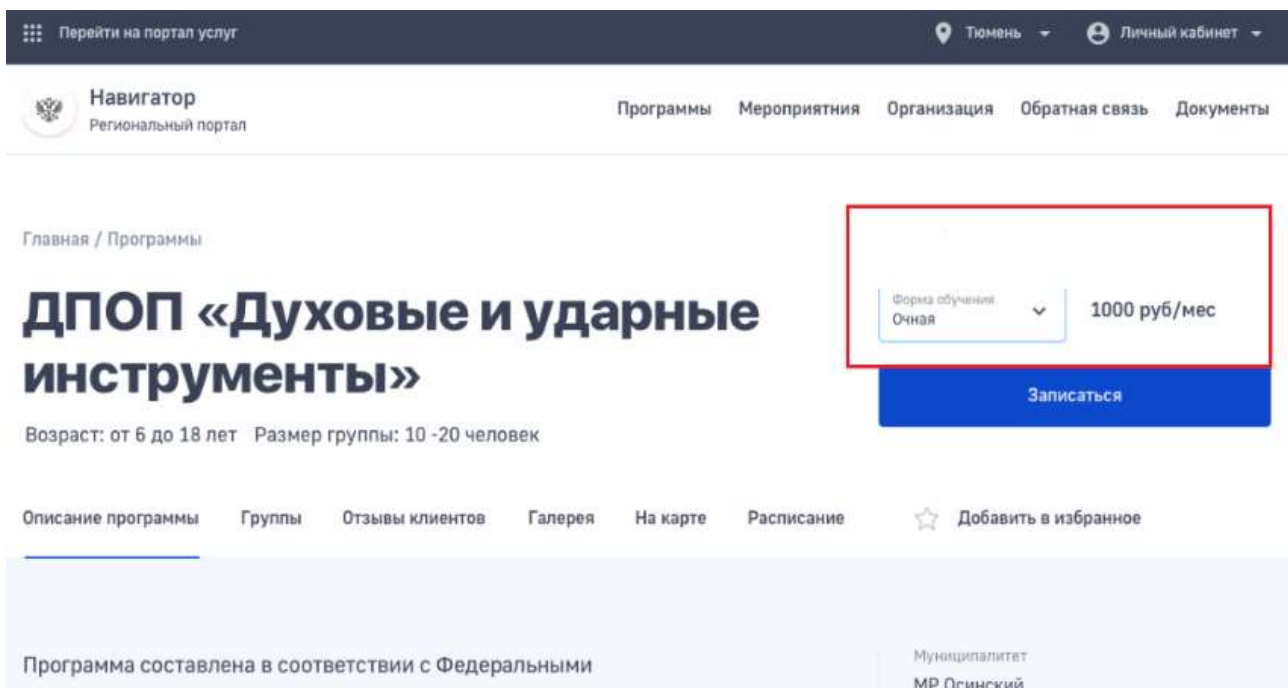 Перейти на портал услуг
Тюмень
Личный кабинет
Навигатор
Региональный портал
Программы Мероприятния Организация Обратная связь Документы
Главная / Программы
ДПОП «Духовые и ударные
инструменты»
Возраст: от 6 до 18 лет Размер группы: 10 -20 человек
Форма обучения
Очная
1000 руб/мес
Записаться
Описание программы Группы Отзывы клиентов Галерея На карте Расписание Добавить в избранное
Программа составлена в соответствии с Федеральными
Муниципалитет
МР Осинский